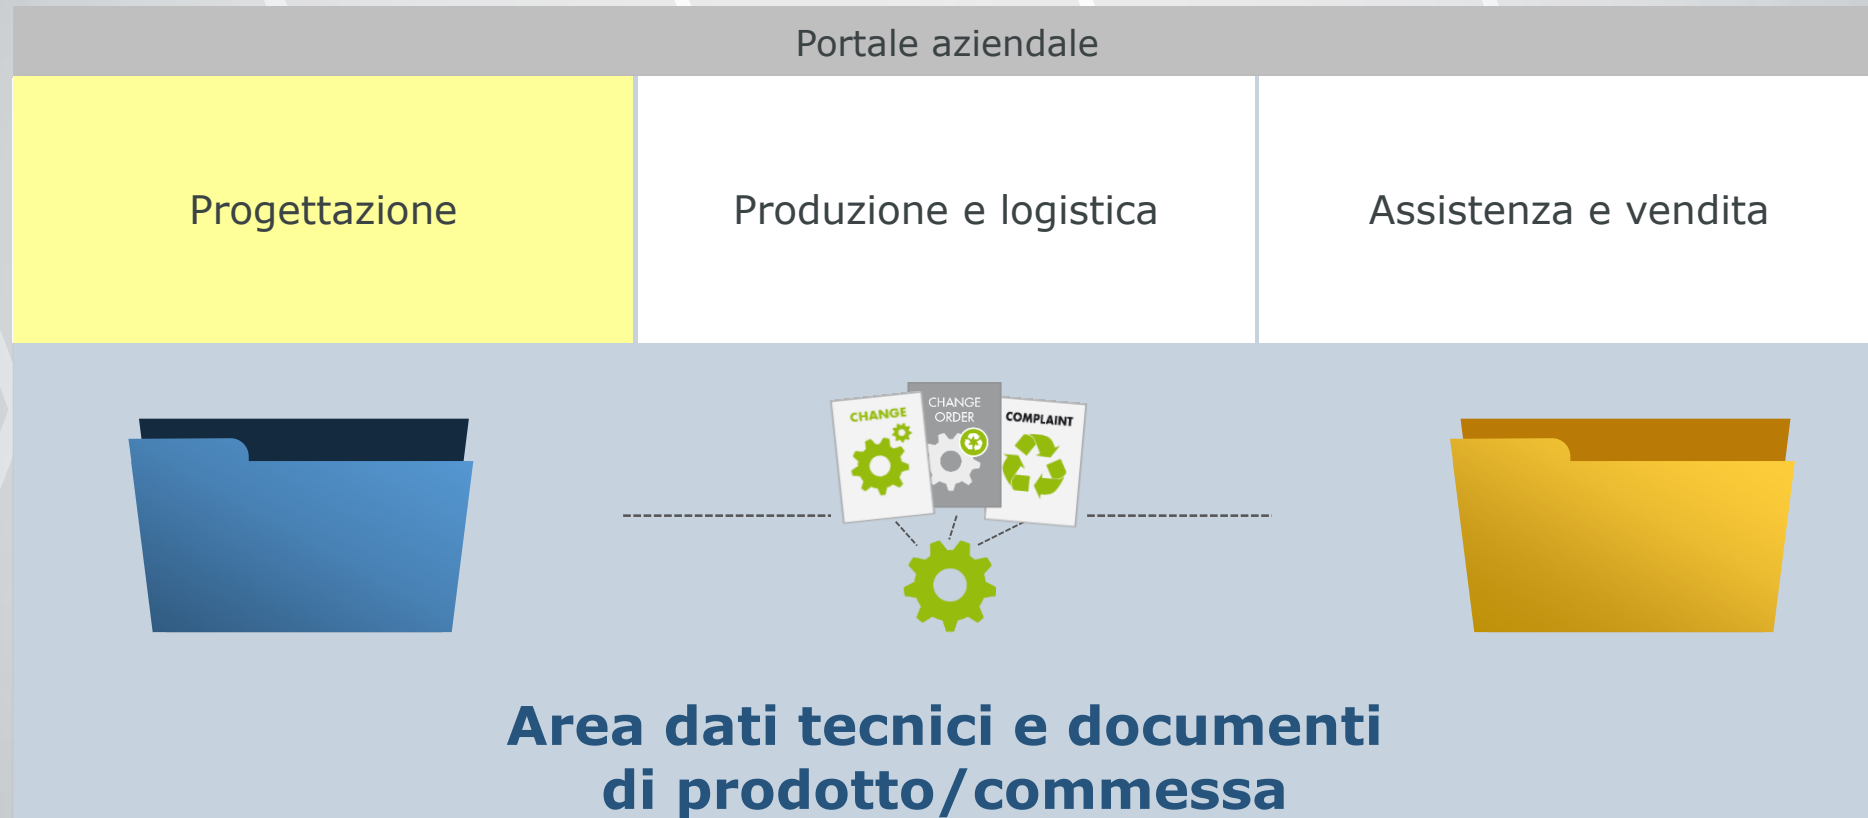 Portale aziendale
Progettazione
Produzione e logistica
Assistenza e vendita
CHANGE
CHANGE
ORDER
COMPLAINT
Area dati tecnici e documenti
di prodotto/commessa